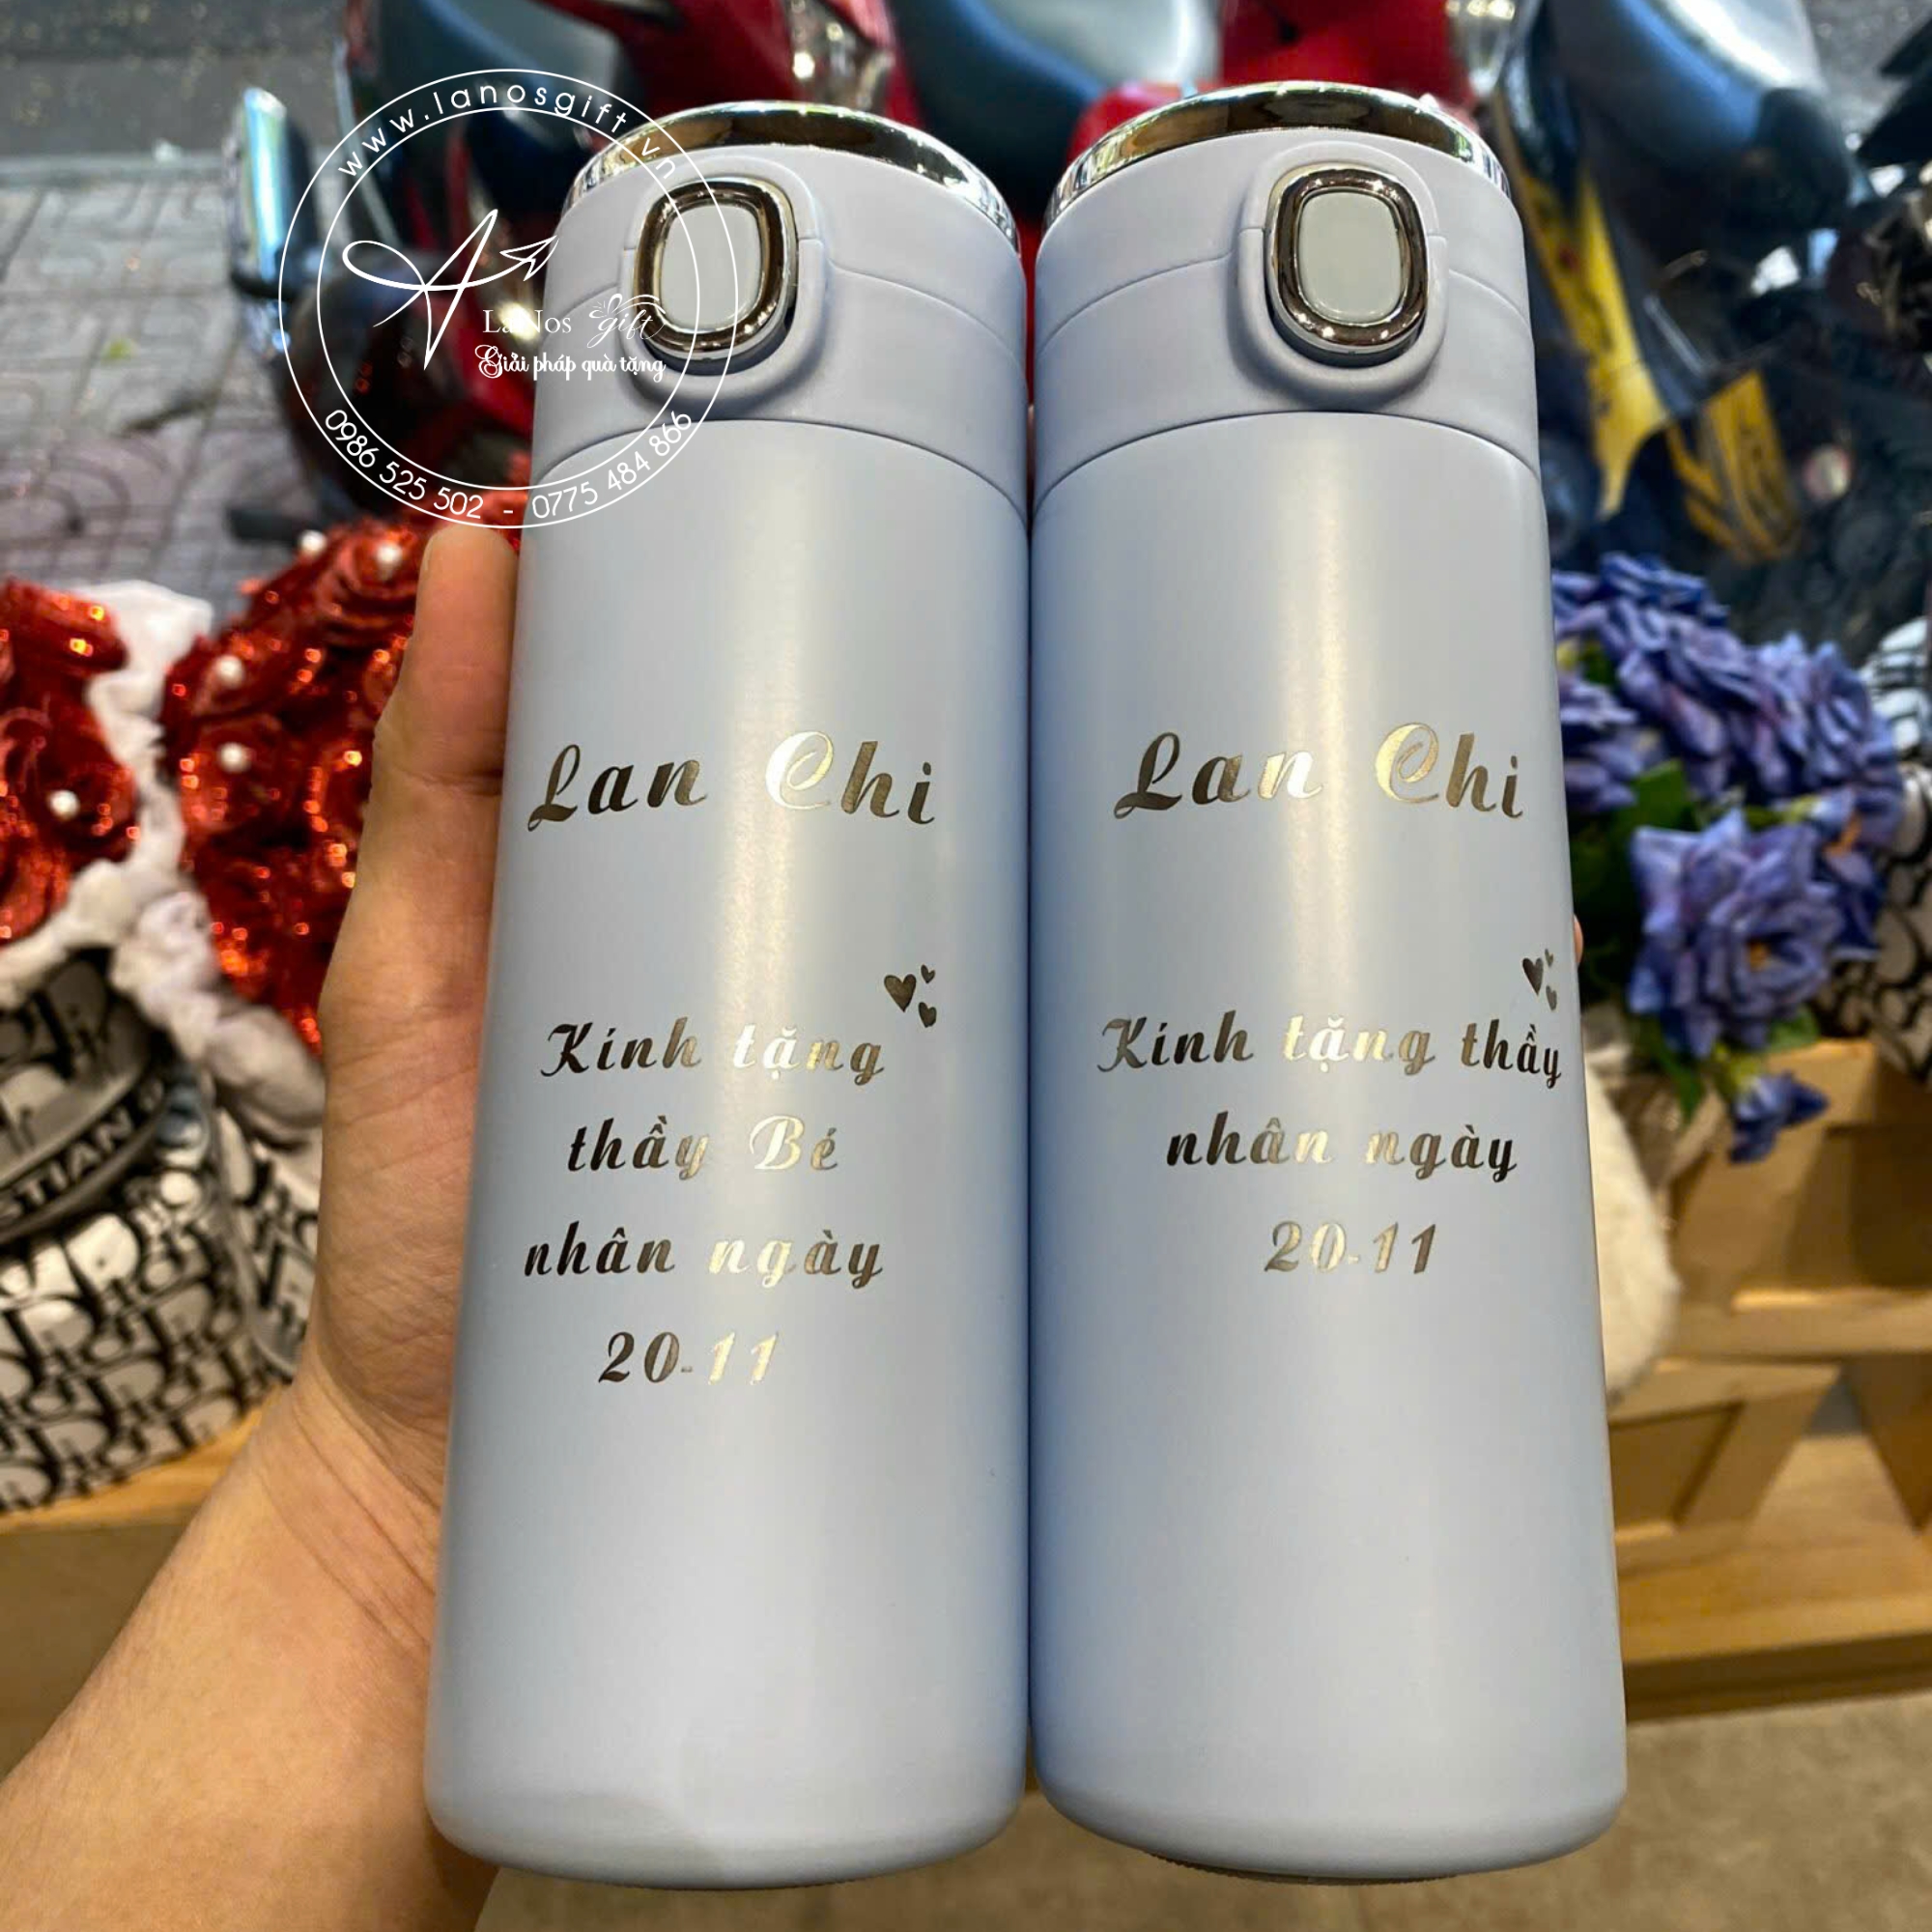 www.lanosgift.vn
LaNos gift
Giải pháp quà tặng
0986 525 502 - 0775 484 866
Lan Chi
Kính tặng
thầy Bé
nhân ngày
20-11
Lan Chi
Kính tặng thầy
nhân ngày
20-11
STIAN